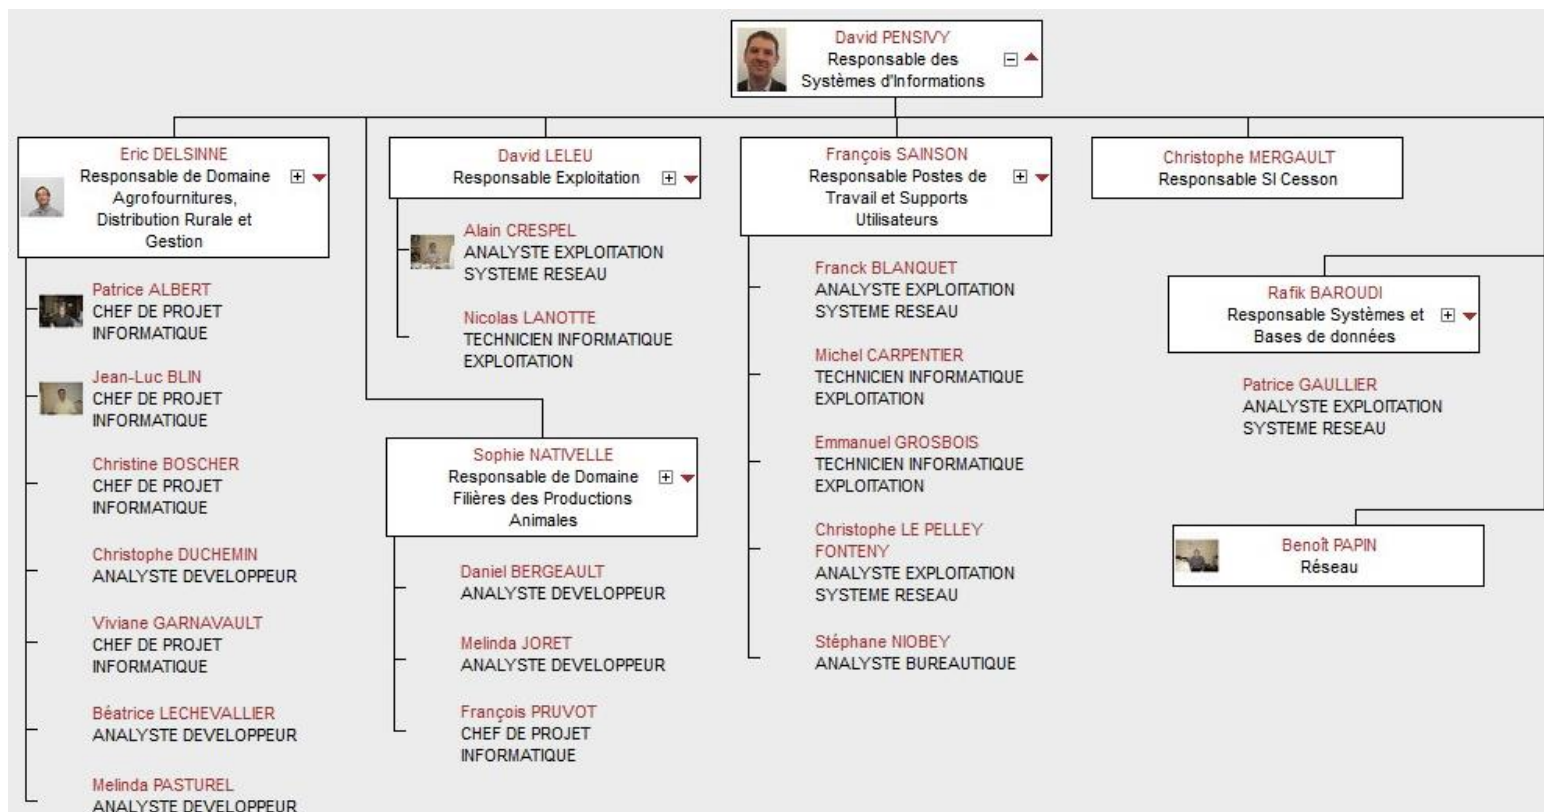 David PENSIVY
Responsable des
Systèmes d'Informations
Eric DELSINNE
Responsable de Domaine
Agrofournitures,
Distribution Rurale et
Gestion
Patrice ALBERT
CHEF DE PROJET
INFORMATIQUE
Jean-Luc BLIN
CHEF DE PROJET
INFORMATIQUE
Christine BOSCHER
CHEF DE PROJET
INFORMATIQUE
Christophe DUCHEMIN
ANALYSTE DEVELOPPEUR
Viviane GARNAVAULT
CHEF DE PROJET
INFORMATIQUE
Béatrice LECHEVALLIER
ANALYSTE DEVELOPPEUR
Melinda PASTUREL
ANALYSTE DEVELOPPEUR
David LELEU
Responsable Exploitation
Alain CRESPEL
ANALYSTE EXPLOITATION
SYSTEME RESEAU
Nicolas LANOTTE
TECHNICIEN INFORMATIQUE
EXPLOITATION
Sophie NATIVELLE
Responsable de Domaine
Filières des Productions
Animales
Daniel BERGEAULT
ANALYSTE DEVELOPPEUR
Melinda JORET
ANALYSTE DEVELOPPEUR
François PRUVOT
CHEF DE PROJET
INFORMATIQUE
François SAINSON
Responsable Postes de
Travail et Supports
Utilisateurs
Franck BLANQUET
ANALYSTE EXPLOITATION
SYSTEME RESEAU
Michel CARPENTIER
TECHNICIEN INFORMATIQUE
EXPLOITATION
Emmanuel GROSBOIS
TECHNICIEN INFORMATIQUE
EXPLOITATION
Christophe LE PELLEY
FONTENY
ANALYSTE EXPLOITATION
SYSTEME RESEAU
Stéphane NIOBEY
ANALYSTE BUREAUTIQUE
Christophe MERGAULT
Responsable SI Cesson
Rafik BAROUDI
Responsable Systèmes et
Bases de données
Patrice GAULLIER
ANALYSTE EXPLOITATION
SYSTEME RESEAU
Benoît PAPIN
Réseau